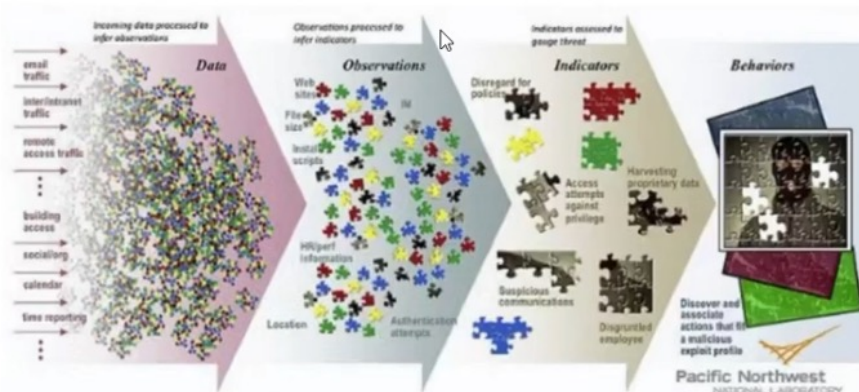 Incoming data processed to
infer observations
Observations processed to
infer indicators
Indicators assessed to
gauge threat
Data
Observations
Indicators
Behaviors
email
traffic
inter/intranet
traffic
remote
access traffic
building
access
social/org
calendar
time reporting
Web
sites
IM
File
size
Install
scripts
HR/perf
information
Location
Authentication
attempts
Disregard for
policies
Access
attempts
against
privilege
Harvesting
proprietary data
Suspicious
communications
Disgruntled
employee
Discover and
associate
actions that fit
a malicious
exploit profile
Pacific Northwest
NATIONAL LABORATORY